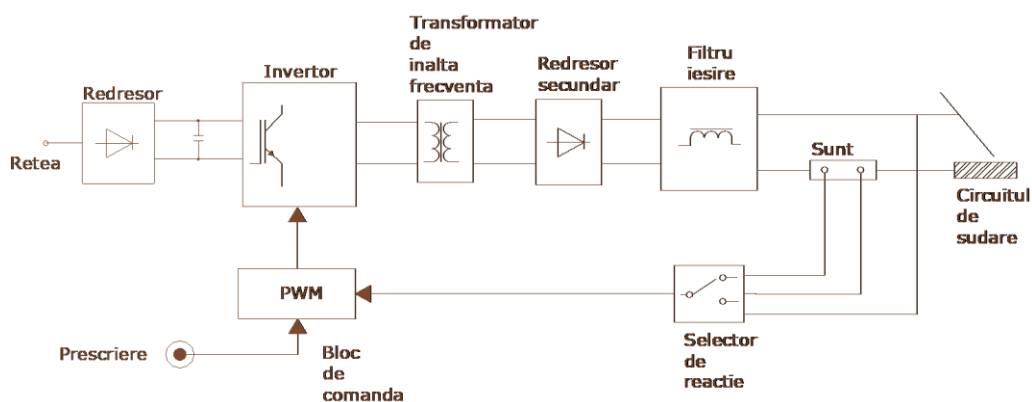 Transformator
de
inalta
frecventa
Filtru
iesire
Invertor
Redresor
secundar
Redresor
Sunt
Retea
Circuitul
de
sudare
PWM
Prescriere
Bloc
de
comanda
Selector
de
reactie